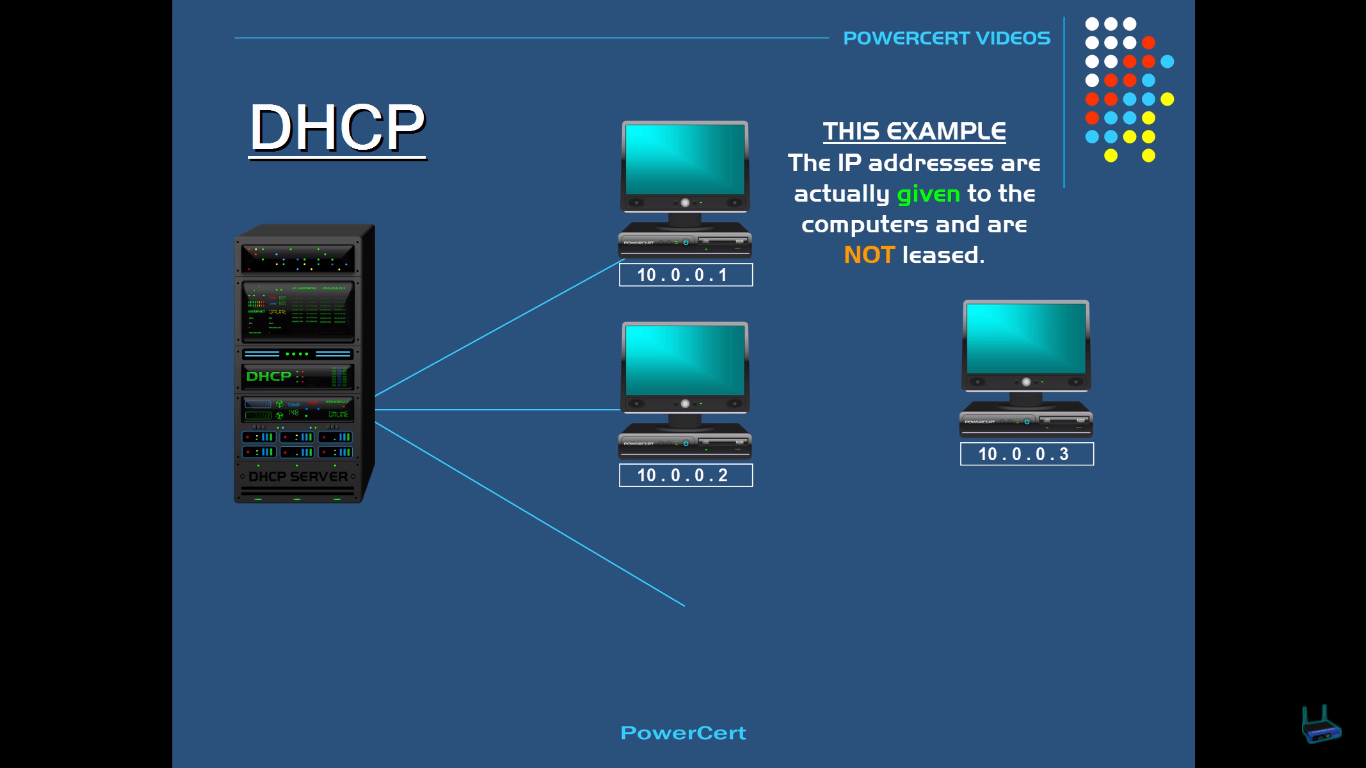 POWERCERT VIDEOS
DHCP
THIS EXAMPLE
The IP addresses are
actually given to the
computers and are
NOT leased.
10.0.0.1
10.0.0.2
10.0.0.3
DHCP
ONLINE
DHCP SERVER
PowerCert